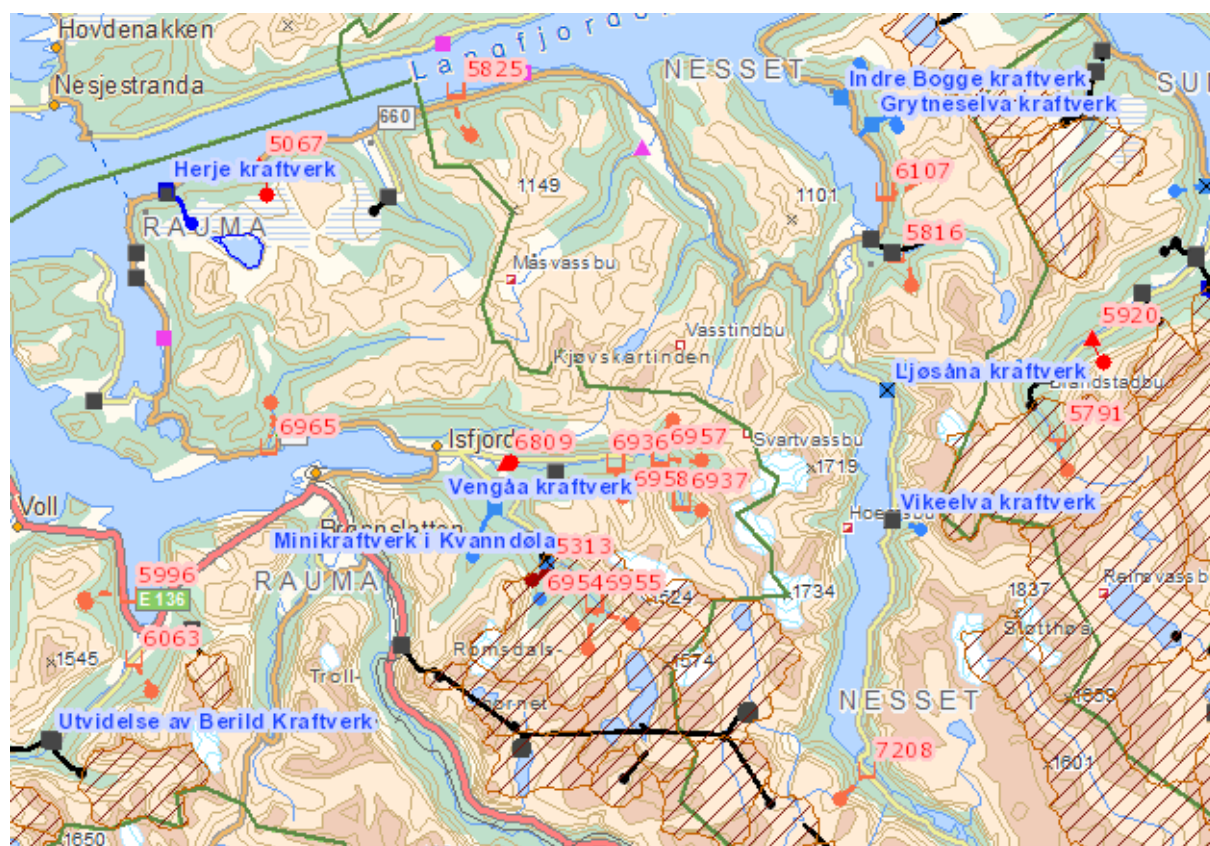 Hovdenakken
Langfjorden
5825
NESSET
Indre Bogge kraftverk
Nesjestranda
Grytneselva kraftverk
660
5067
Herje kraftverk
1149
1101
6107
RAUMA
5816
Måsvassbu
5920
Vasstindbu
Kjøvskartinden
Ljøsåna kraftverk
5791
6965
Isfjord
6809
6936
6957
Svartvassbu
1719
Vengåa kraftverk
6958
6937
Voll
Vikeelva kraftverk
Minikraftverk i Kvanndøla
5313
5996
RAUMA
6954
6955
E 136
1734
1837
6063
1545
Romsdals-
1574
Troll-
NESSET
Utvidelse av Berild Kraftverk
7208
1601
1650